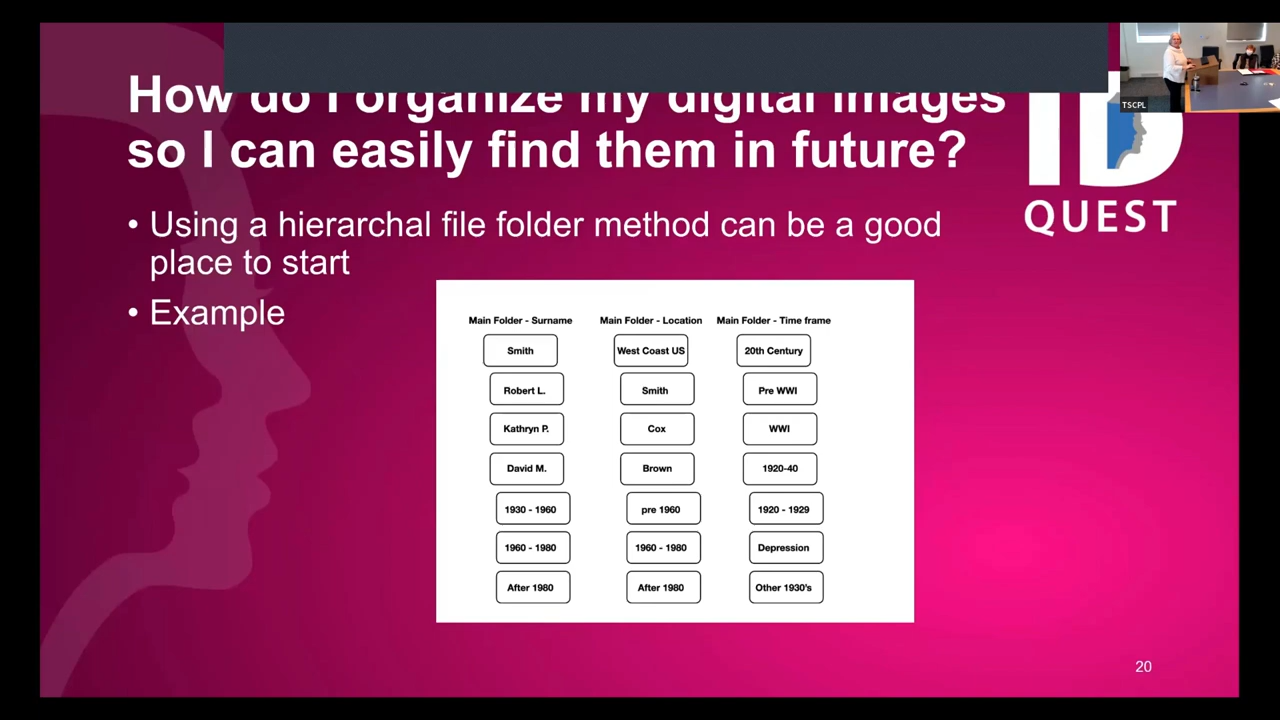 How do I organize my digital images
so I can easily find them in future?
ID
QUEST
TSCPL
• Using a hierarchal file folder method can be a good
place to start
• Example
Main Folder - Surname Main Folder - Location Main Folder - Time frame
Smith West Coast US 20th Century
Robert L. Smith Pre WWI
Kathryn P. Cox WWI
David M. Brown 1920-40
1930 - 1960 pre 1960 1920 - 1929
1960 - 1980 1960 - 1980 Depression
After 1980 After 1980 Other 1930's
20